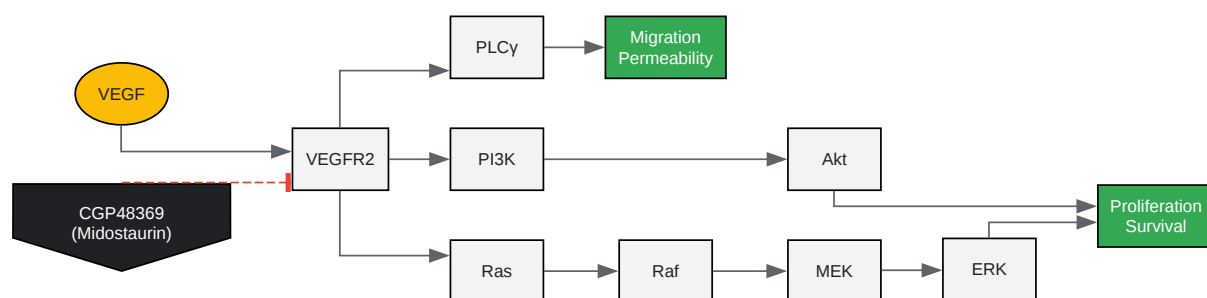 PLCγ
Migration
Permeability
VEGF
VEGFR2
PI3K
Akt
CGP48369
(Midostaurin)
Proliferation
Survival
Ras
Raf
MEK
ERK